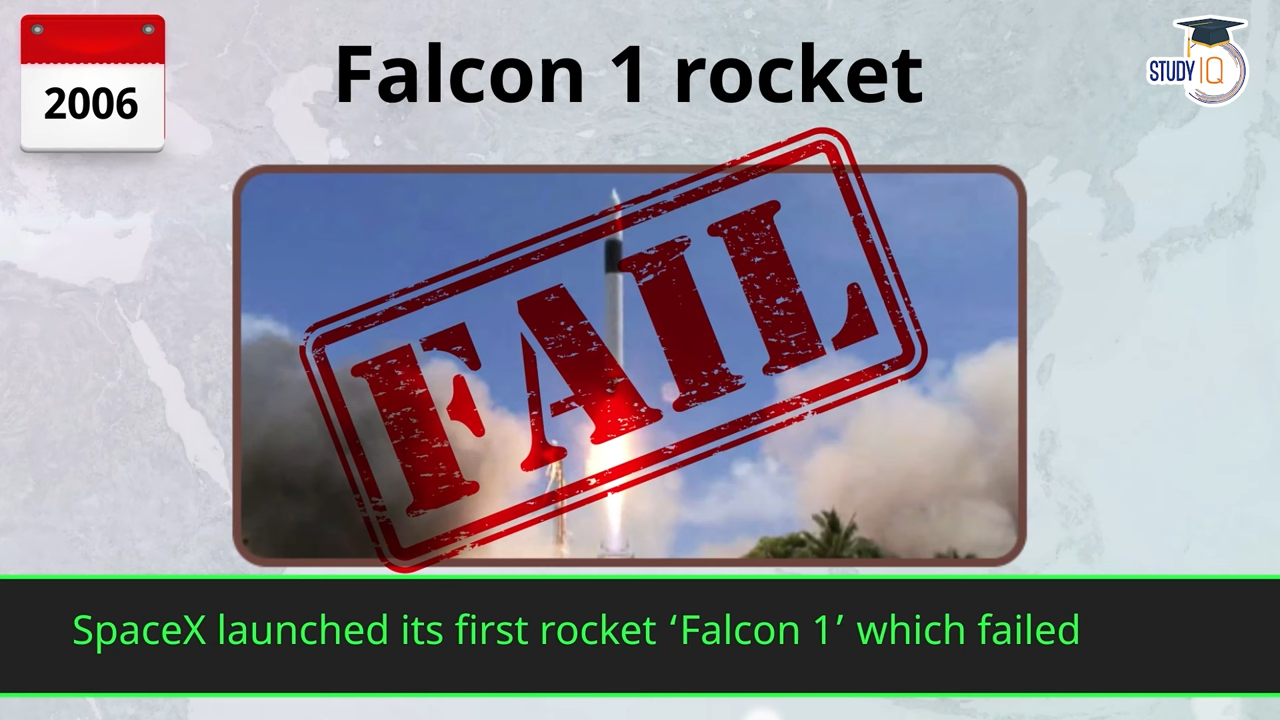 2006
Falcon 1 rocket
STUDY IQ
FAIL
SpaceX launched its first rocket ‘Falcon 1’ which failed